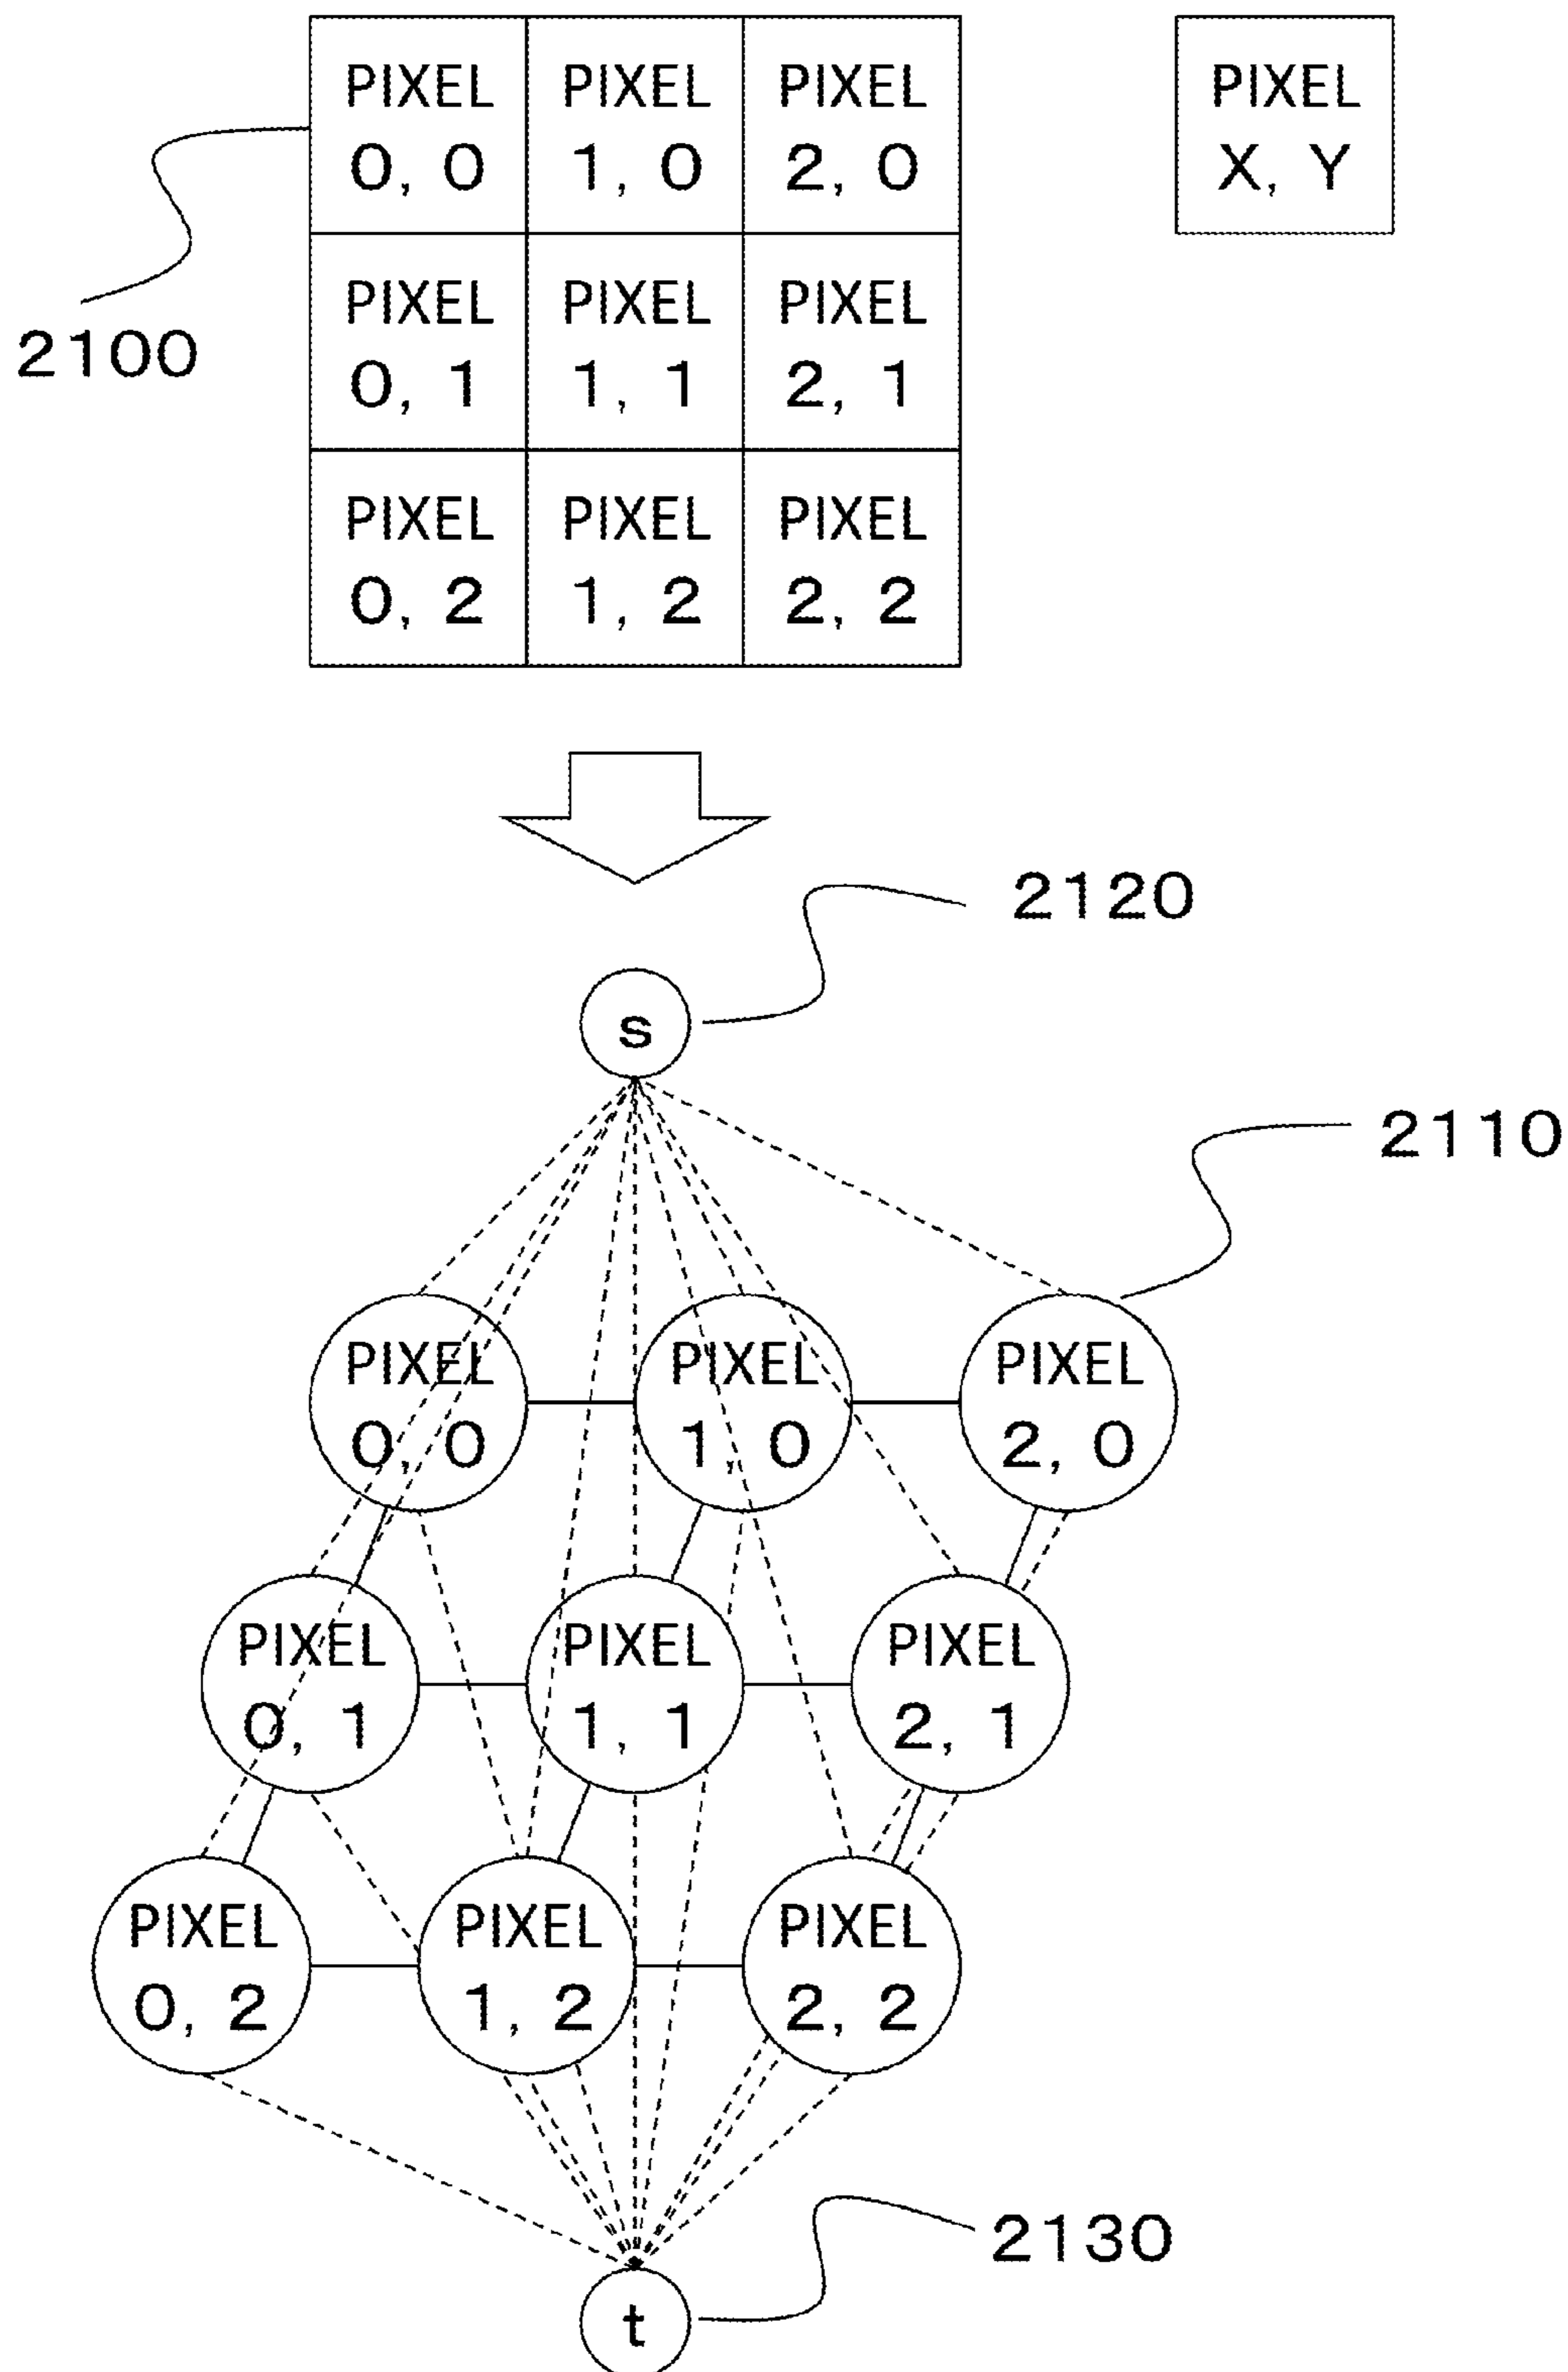 PIXEL PIXEL PIXEL PIXEL
0, 0 1, 0 2, 0 X, Y
PIXEL PIXEL PIXEL
2100
0, 1 1, 1 2, 1
PIXEL PIXEL PIXEL
0, 2 1, 2 2, 2
2120
s
2110
PIXEL PIXEL PIXEL
0, 0 1, 0 2, 0
PIXEL PIXEL PIXEL
0, 1 1, 1 2, 1
PIXEL PIXEL PIXEL
0, 2 1, 2 2, 2
2130
t